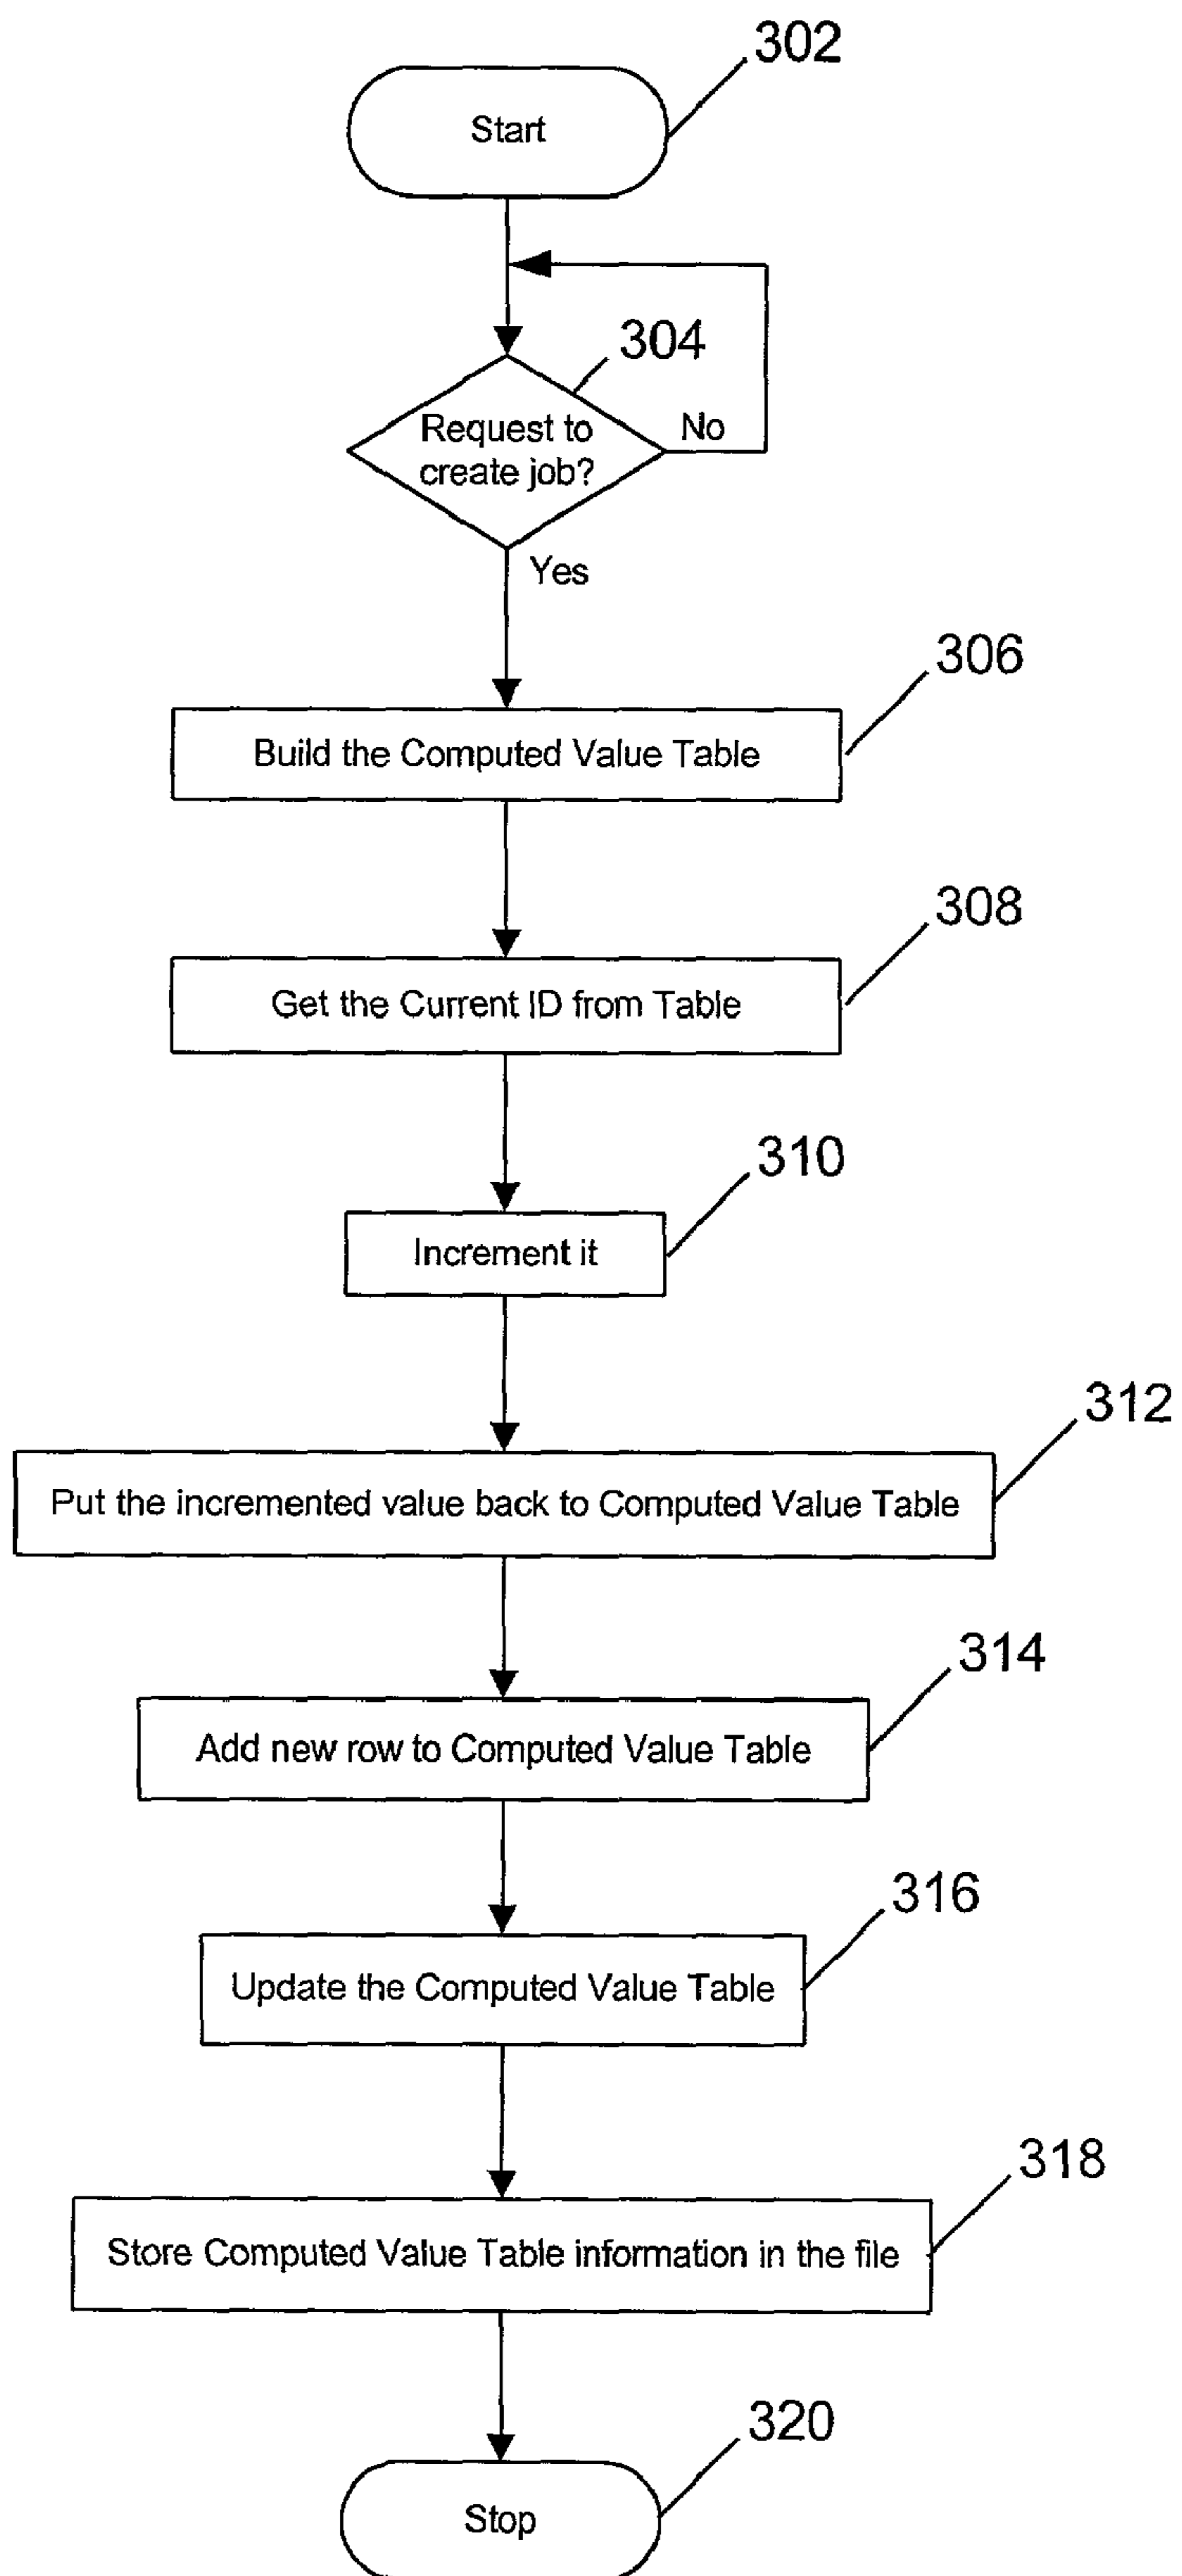 302
Start
304
Request to
create job?
No
Yes
306
Build the Computed Value Table
308
Get the Current ID from Table
310
Increment it
312
Put the incremented value back to Computed Value Table
314
Add new row to Computed Value Table
316
Update the Computed Value Table
318
Store Computed Value Table information in the file
320
Stop